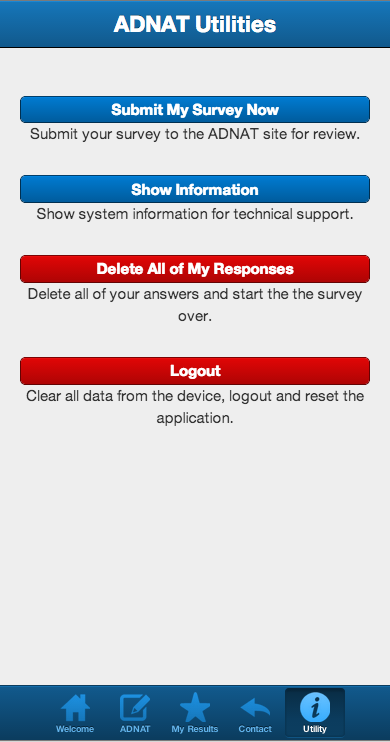 ADNAT Utilities
Submit My Survey Now
Submit your survey to the ADNAT site for review.
Show Information
Show system information for technical support.
Delete All of My Responses
Delete all of your answers and start the the survey
over.
Logout
Clear all data from the device, logout and reset the
application.
Welcome ADNAT My Results Contact Utility